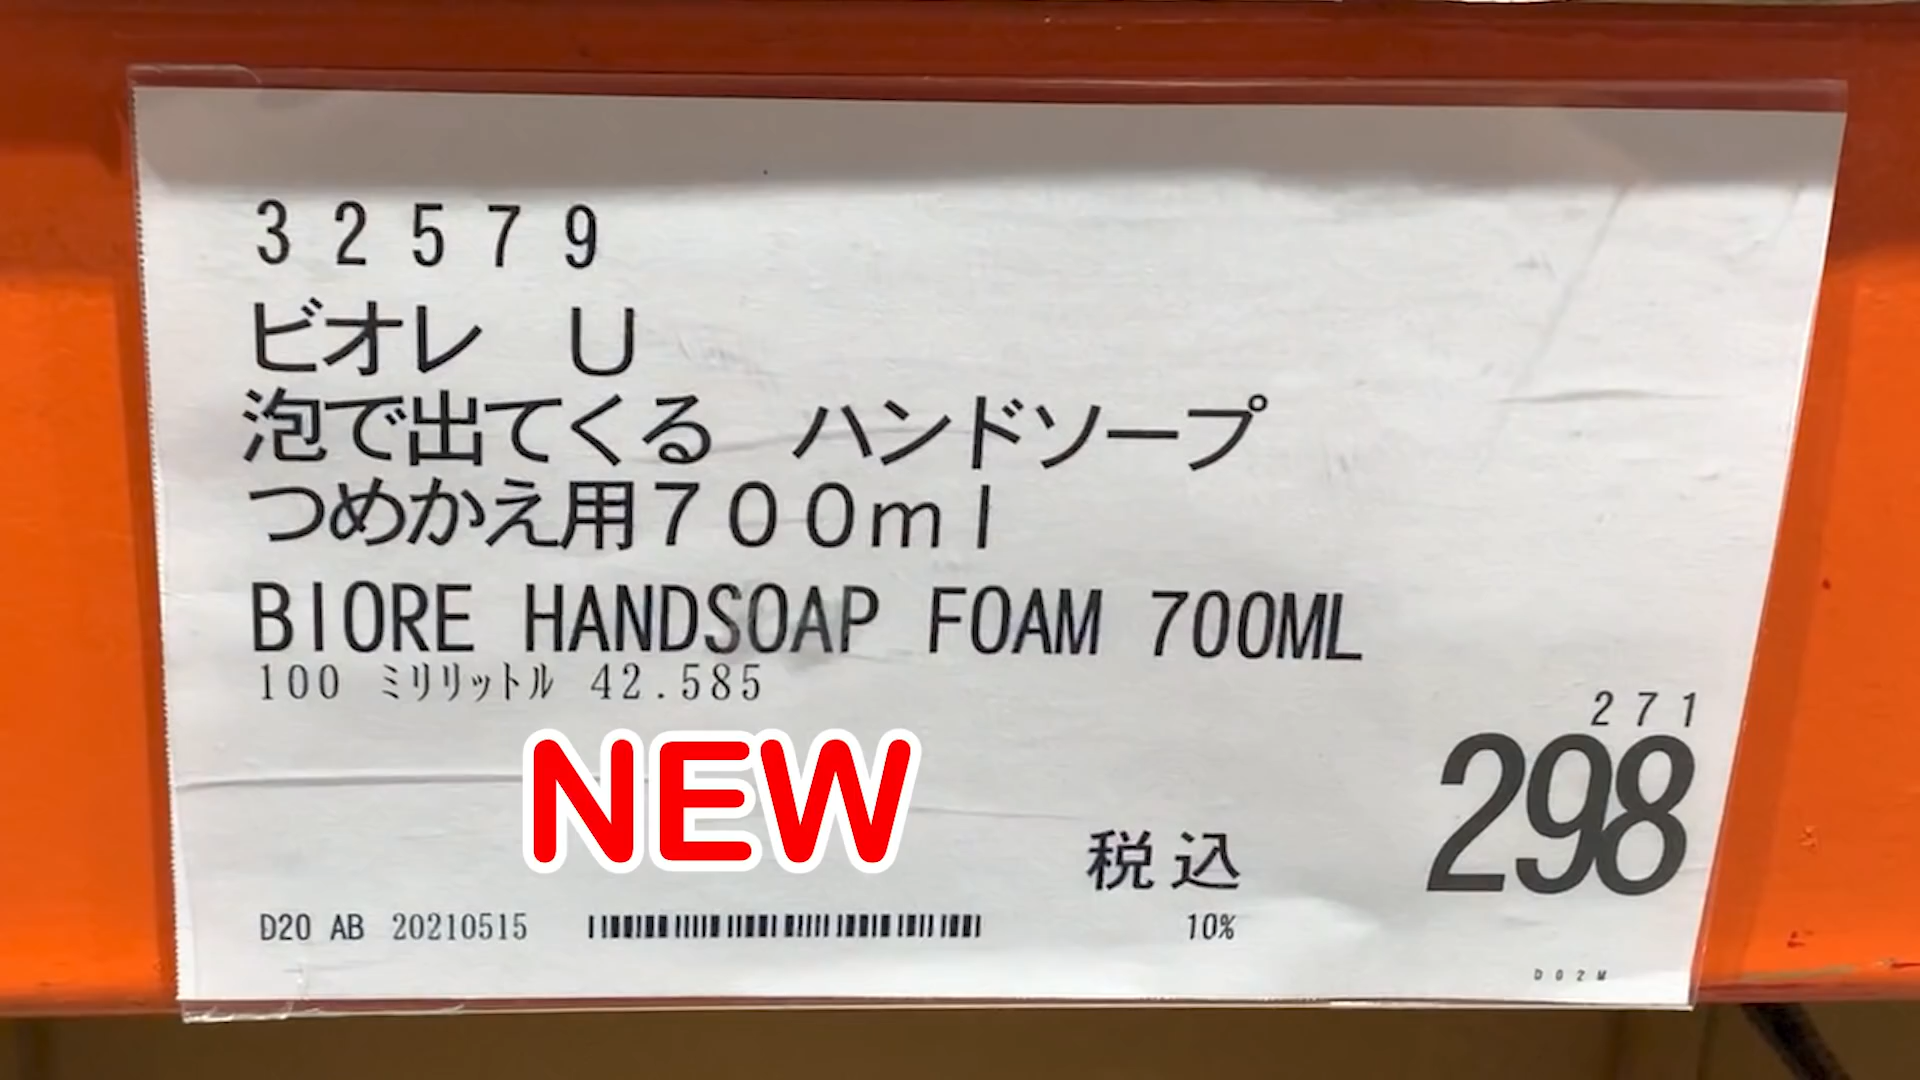 ３２５７９
ビオレ　Ｕ
泡で出てくる　ハンドソープ
つめかえ用７００ｍｌ
BIORE HANDSOAP FOAM 700ML
100 ﾐﾘﾘｯﾄﾙ 42.585
271
298
NEW
税込
D20 AB 20210515
10%
D02M